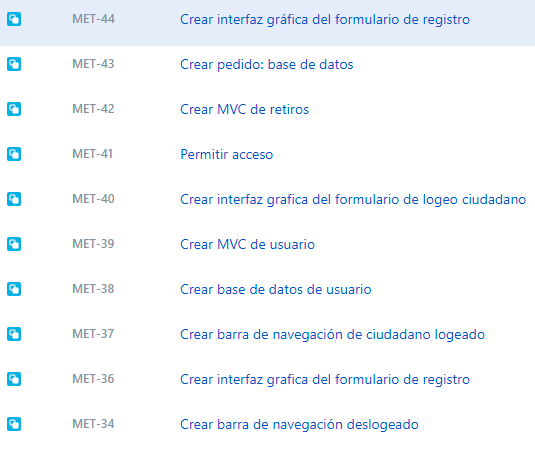 MET-44 Crear interfaz gráfica del formulario de registro
MET-43 Crear pedido: base de datos
MET-42 Crear MVC de retiros
MET-41 Permitir acceso
MET-40 Crear interfaz grafica del formulario de logeo ciudadano
MET-39 Crear MVC de usuario
MET-38 Crear base de datos de usuario
MET-37 Crear barra de navegación de ciudadano logeado
MET-36 Crear interfaz grafica del formulario de registro
MET-34 Crear barra de navegación deslogeado